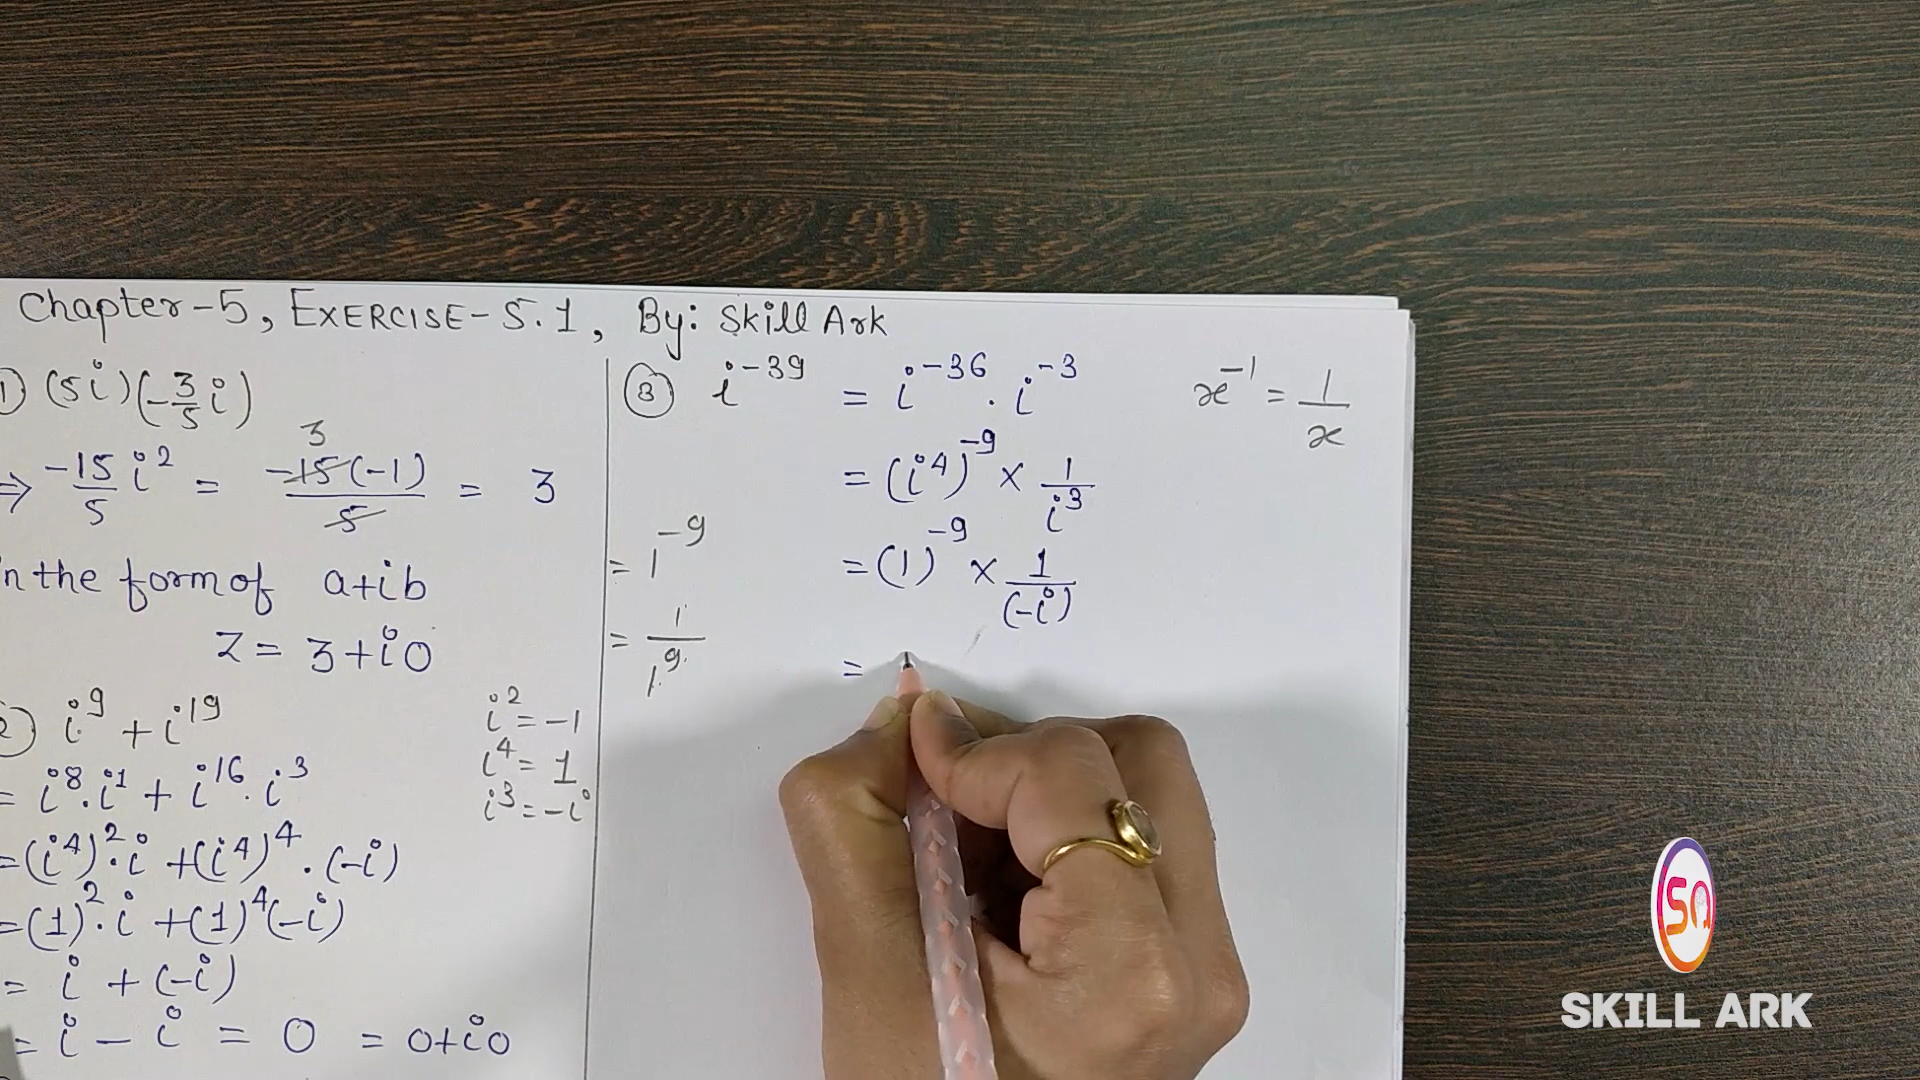 Chapter-5, EXERCISE-5.1, By: Skill Ark
1) (5i)(-3/5 i)
⇒ -15/5 i² = -15(-1)/5 = 3
3
in the form of a+ib
z = 3+i0
2) i⁹ + i¹⁹
= i⁸.i¹ + i¹⁶.i³
=(i⁴)².i +(i⁴)⁴.(-i)
=(1)².i +(1)⁴(-i)
= i + (-i)
= i - i = 0 = 0+i0
i² = -1
i⁴ = 1
i³ = -i
3 i⁻³⁹ = i⁻³⁶.i⁻³
= (i⁴)⁻⁹ × 1/i³
= (1)⁻⁹ × 1/(-i)
=
= 1⁻⁹
= 1/1⁹
x⁻¹ = 1/x
SA
SKILL ARK